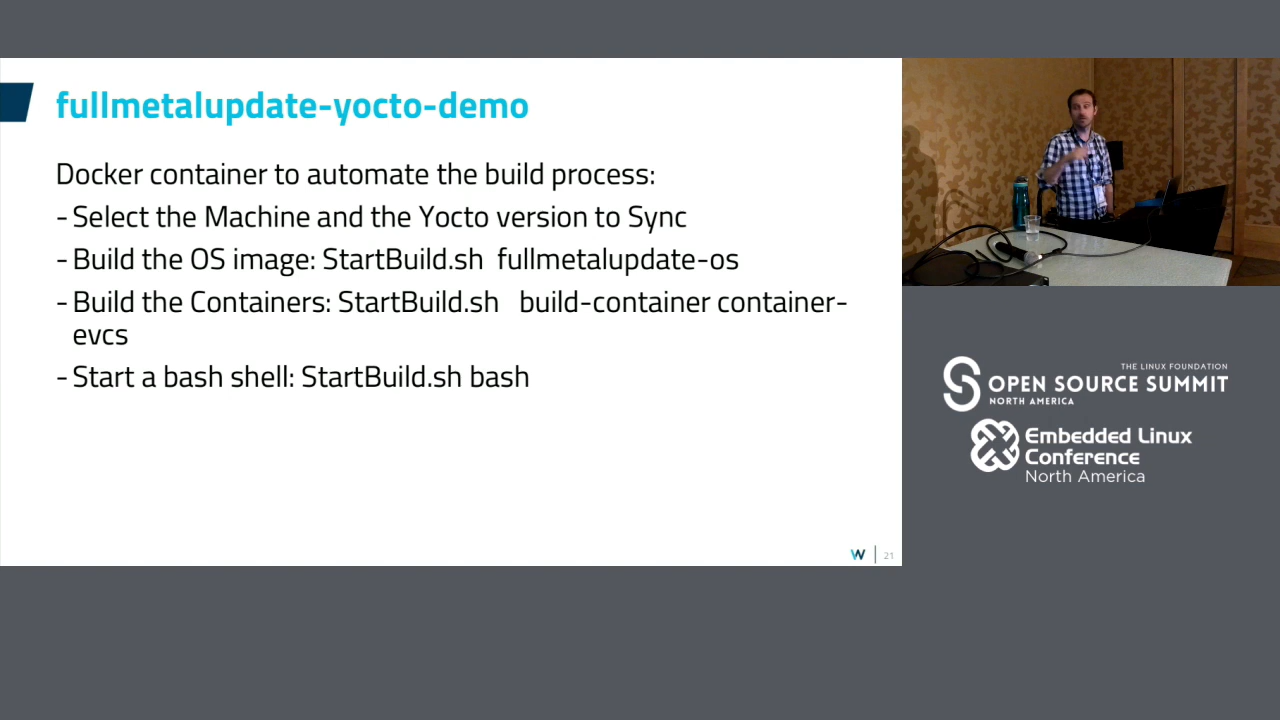 fullmetalupdate-yocto-demo
Docker container to automate the build process:
- Select the Machine and the Yocto version to Sync
- Build the OS image: StartBuild.sh fullmetalupdate-os
- Build the Containers: StartBuild.sh build-container container-
evcs
- Start a bash shell: StartBuild.sh bash
W 21
THE LINUX FOUNDATION
OPEN SOURCE SUMMIT
NORTH AMERICA
Embedded Linux
Conference
North America